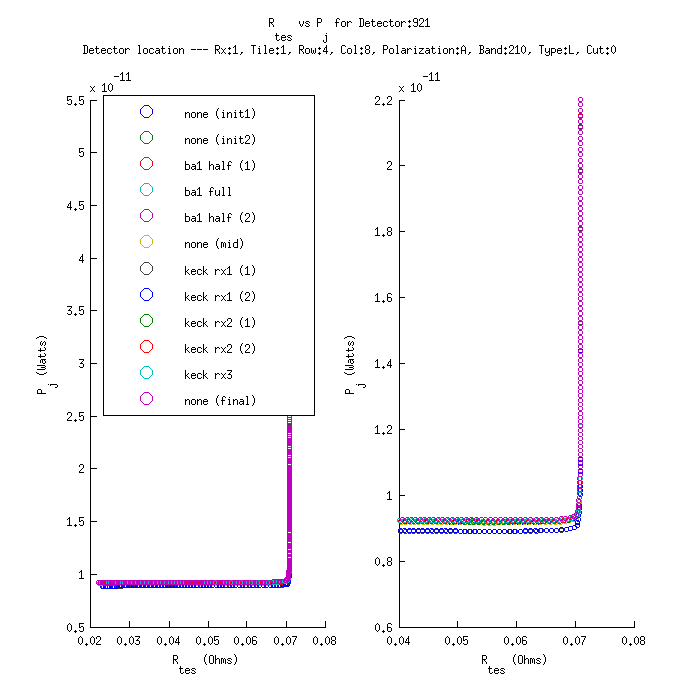 R_tes vs P_j for Detector:921
Detector location --- Rx:1, Tile:1, Row:4, Col:8, Polarization:A, Band:210, Type:L, Cut:0
x 10^-11
5.5
5
4.5
4
3.5
3
2.5
2
1.5
1
0.5
P_j (Watts)
none (init1)
none (init2)
ba1 half (1)
ba1 full
ba1 half (2)
none (mid)
keck rx1 (1)
keck rx1 (2)
keck rx2 (1)
keck rx2 (2)
keck rx3
none (final)
0.02 0.03 0.04 0.05 0.06 0.07 0.08
R_tes (Ohms)
x 10^-11
2.2
2
1.8
1.6
1.4
1.2
1
0.8
0.6
P_j (Watts)
0.04 0.05 0.06 0.07 0.08
R_tes (Ohms)